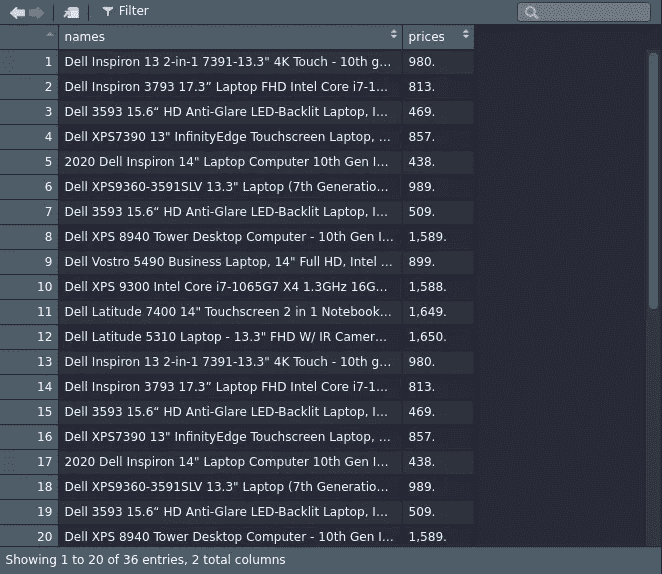 Filter
names prices
1 Dell Inspiron 13 2-in-1 7391-13.3" 4K Touch - 10th g... 980.
2 Dell Inspiron 3793 17.3” Laptop FHD Intel Core i7-1... 813.
3 Dell 3593 15.6“ HD Anti-Glare LED-Backlit Laptop, I... 469.
4 Dell XPS7390 13" InfinityEdge Touchscreen Laptop, ... 857.
5 2020 Dell Inspiron 14" Laptop Computer 10th Gen I... 438.
6 Dell XPS9360-3591SLV 13.3" Laptop (7th Generatio... 989.
7 Dell 3593 15.6“ HD Anti-Glare LED-Backlit Laptop, I... 509.
8 Dell XPS 8940 Tower Desktop Computer - 10th Gen I... 1,589.
9 Dell Vostro 5490 Business Laptop, 14" Full HD, Intel ... 899.
10 Dell XPS 9300 Intel Core i7-1065G7 X4 1.3GHz 16G... 1,588.
11 Dell Latitude 7400 14" Touchscreen 2 in 1 Notebook... 1,649.
12 Dell Latitude 5310 Laptop - 13.3" FHD W/ IR Camer... 1,650.
13 Dell Inspiron 13 2-in-1 7391-13.3" 4K Touch - 10th g... 980.
14 Dell Inspiron 3793 17.3” Laptop FHD Intel Core i7-1... 813.
15 Dell 3593 15.6“ HD Anti-Glare LED-Backlit Laptop, I... 469.
16 Dell XPS7390 13" InfinityEdge Touchscreen Laptop, ... 857.
17 2020 Dell Inspiron 14" Laptop Computer 10th Gen I... 438.
18 Dell XPS9360-3591SLV 13.3" Laptop (7th Generatio... 989.
19 Dell 3593 15.6“ HD Anti-Glare LED-Backlit Laptop, I... 509.
20 Dell XPS 8940 Tower Desktop Computer - 10th Gen I... 1,589.
Showing 1 to 20 of 36 entries, 2 total columns